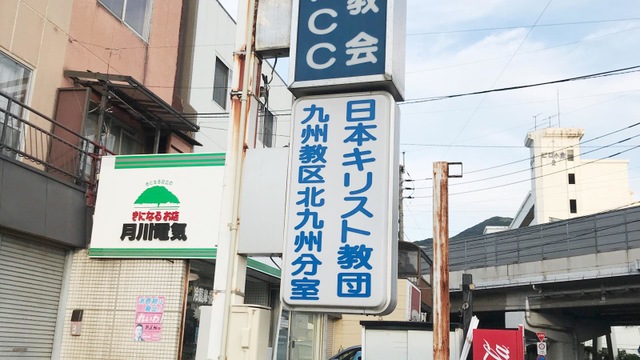 教会
CC
日本キリスト教団
九州教区北九州分室
きになるお店
月川電気